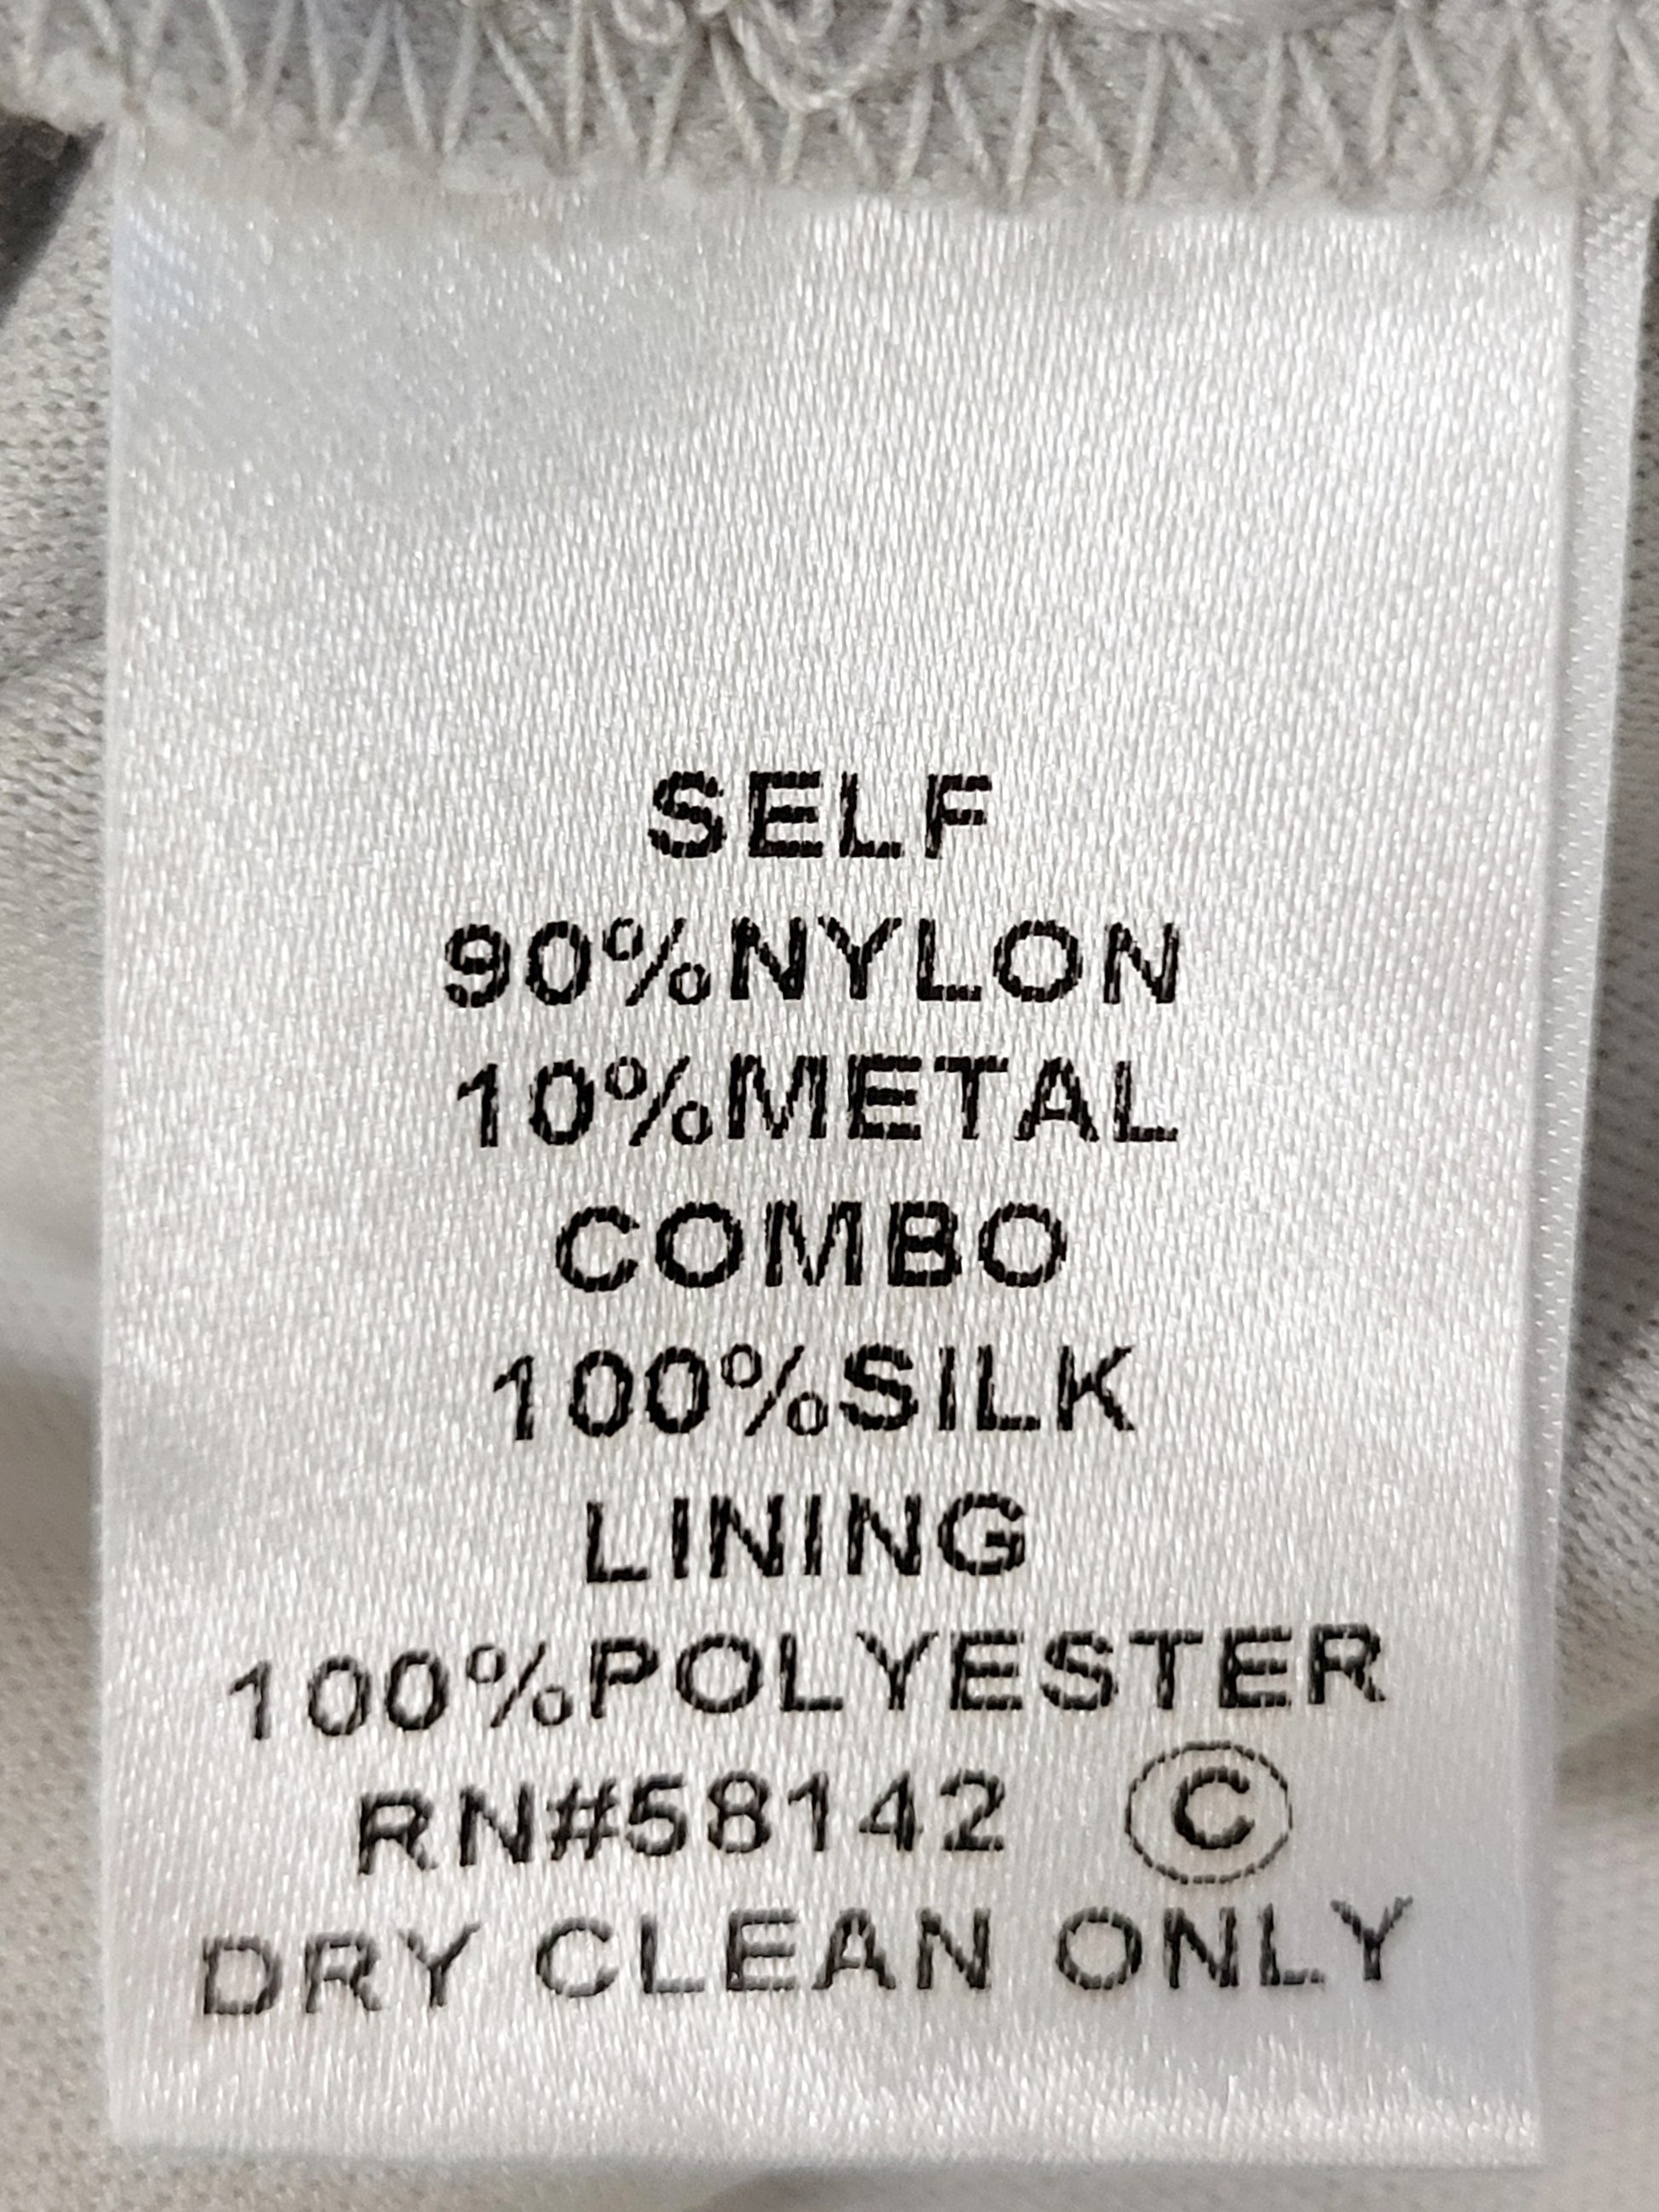 SELF
90%NYLON
10%METAL
COMBO
100%SILK
LINING
100%POLYESTER
RN#58142 Ⓒ
DRY CLEAN ONLY